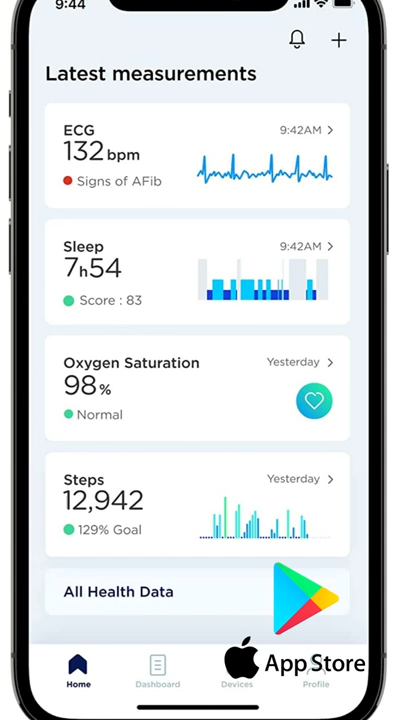 9:44
Latest measurements
ECG
9:42AM
132 bpm
Signs of AFib
Sleep
9:42AM
7h54
Score : 83
Oxygen Saturation
Yesterday
98 %
Normal
Steps
Yesterday
12,942
129% Goal
All Health Data
App Store
Home
Dashboard
Devices
Profile